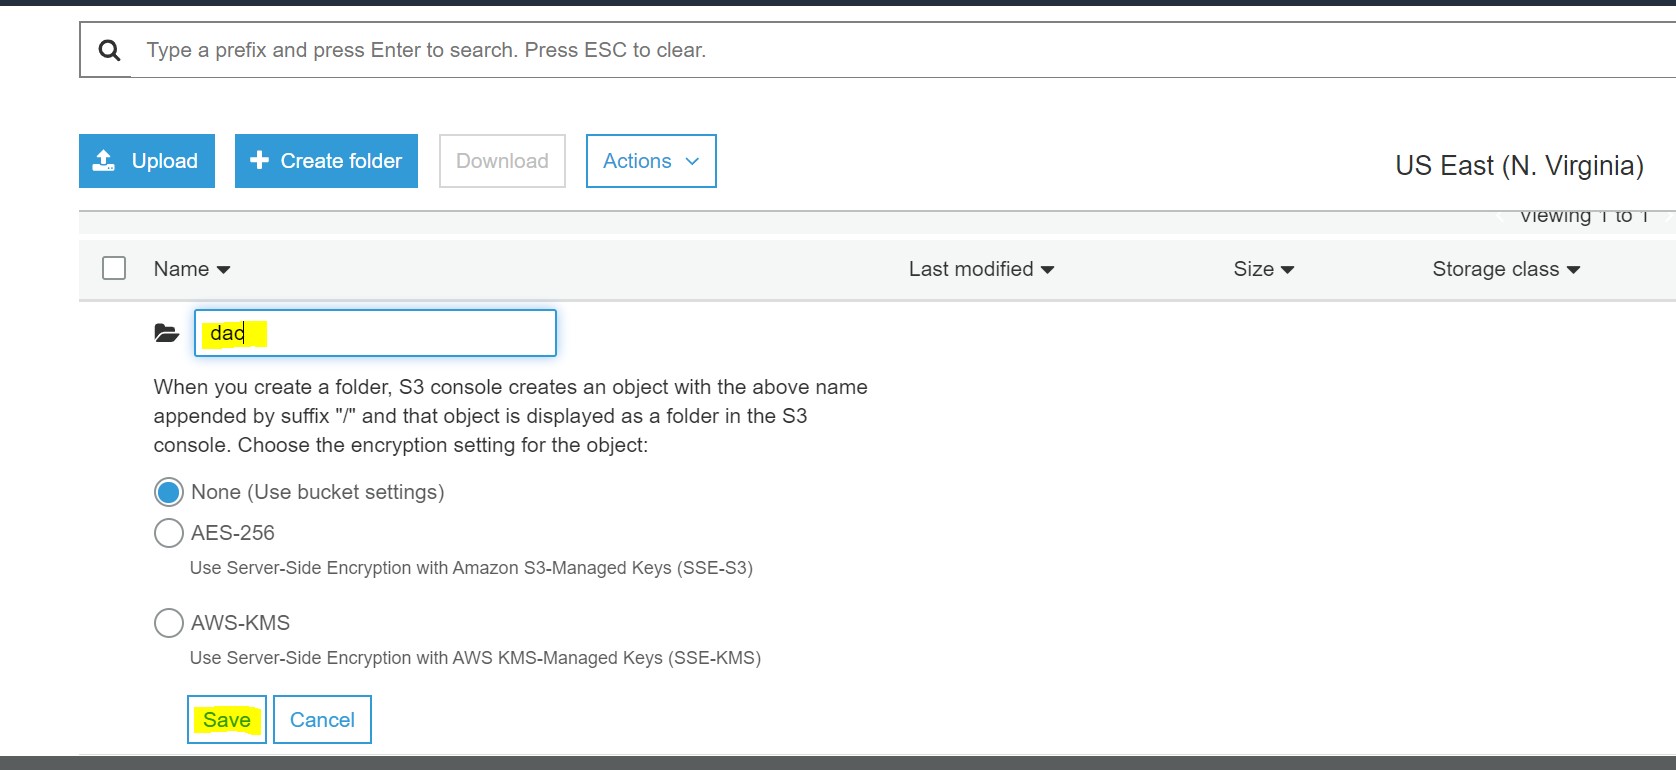 Type a prefix and press Enter to search. Press ESC to clear.
Upload
Create folder
Download
Actions
US East (N. Virginia)
Viewing 1 to 1
Name
Last modified
Size
Storage class
dac
When you create a folder, S3 console creates an object with the above name
appended by suffix "/" and that object is displayed as a folder in the S3
console. Choose the encryption setting for the object:
None (Use bucket settings)
AES-256
Use Server-Side Encryption with Amazon S3-Managed Keys (SSE-S3)
AWS-KMS
Use Server-Side Encryption with AWS KMS-Managed Keys (SSE-KMS)
Save
Cancel